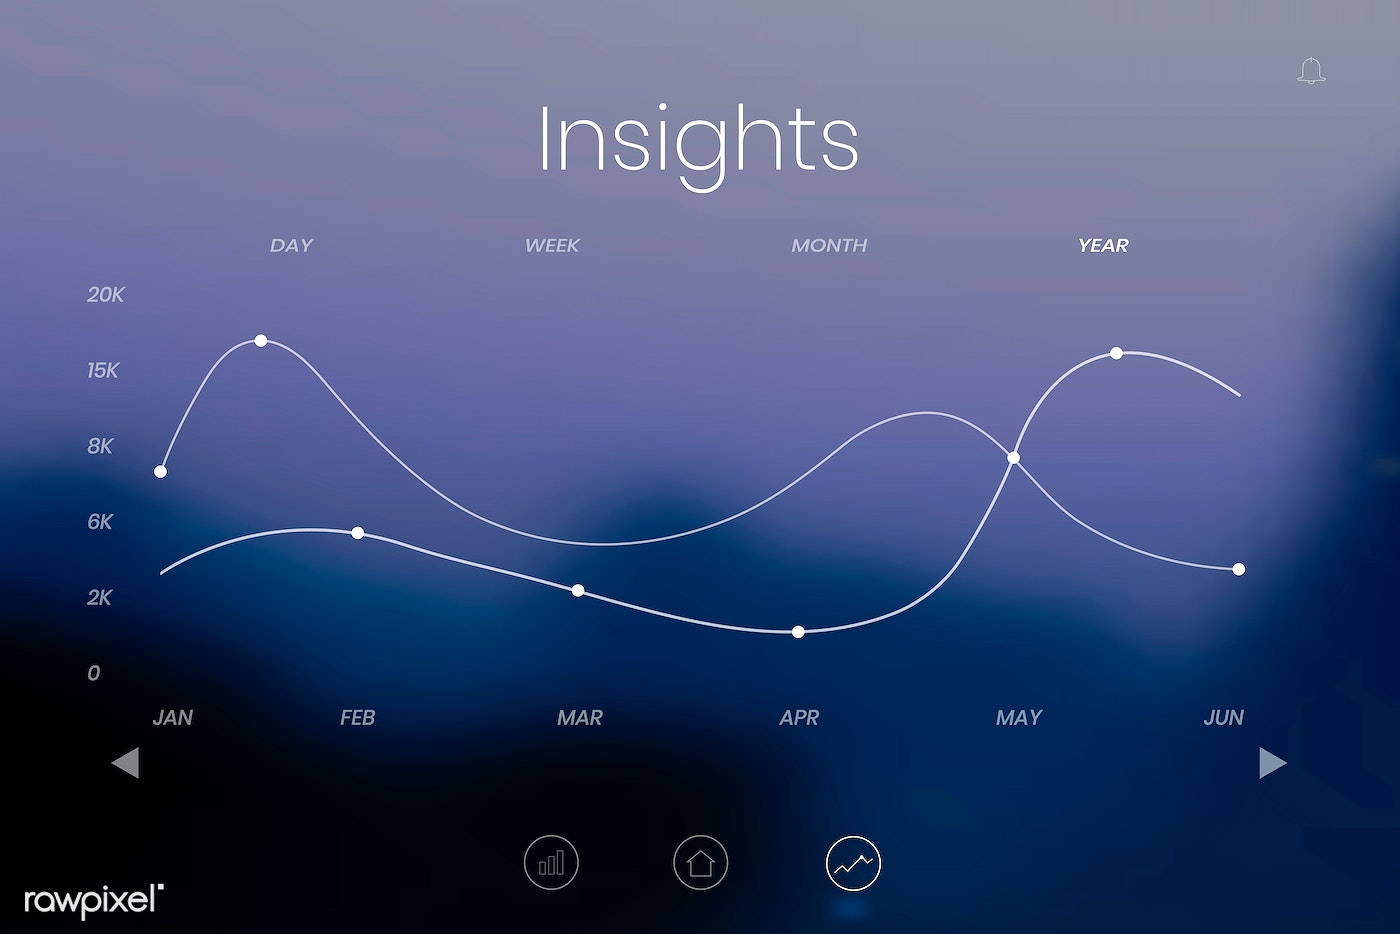 Insights
DAY WEEK MONTH YEAR
20K
15K
8K
6K
2K
0
JAN FEB MAR APR MAY JUN
rawpixel